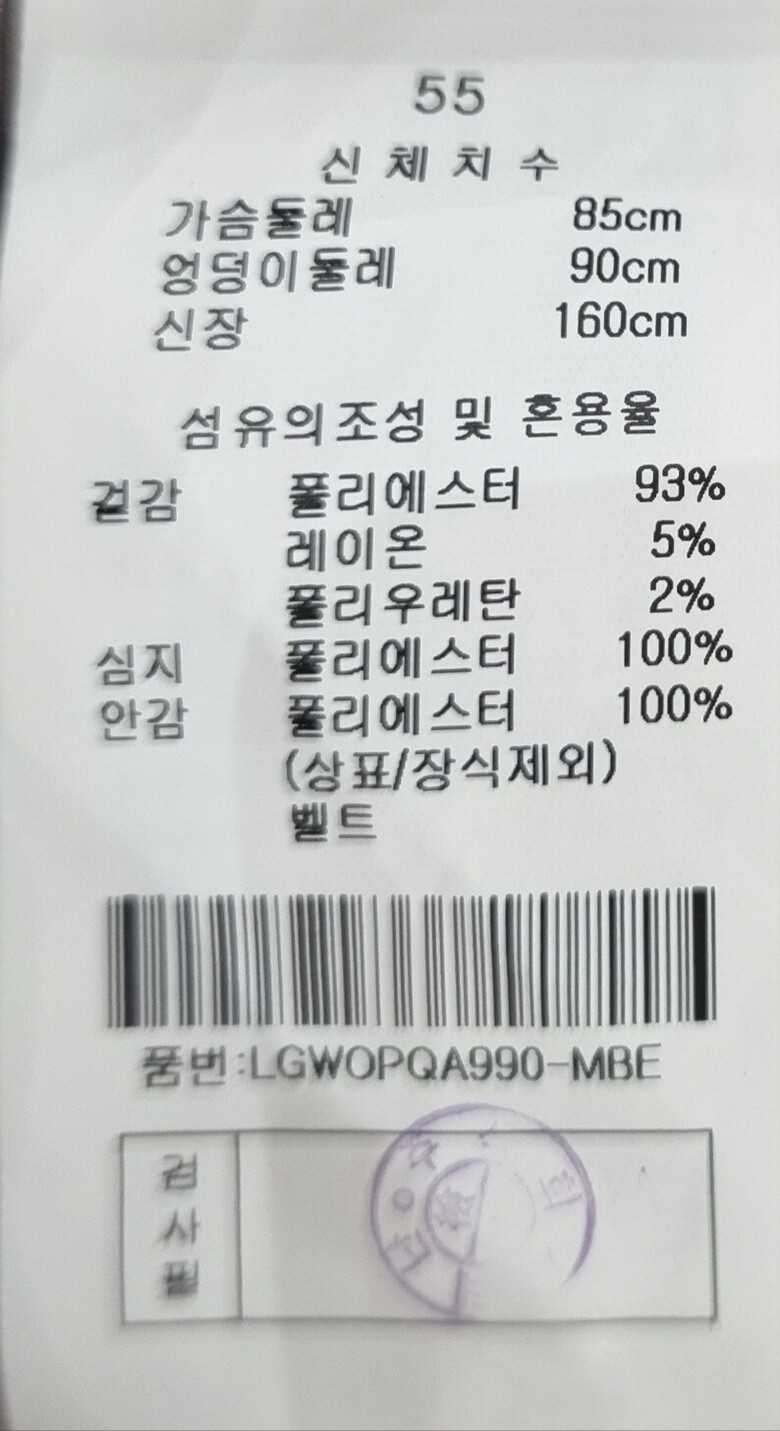 55
신체치수
가슴둘레 85cm
엉덩이둘레 90cm
신장 160cm
섬유의조성 및 혼용율
겉감 폴리에스터 93%
레이온 5%
폴리우레탄 2%
심지 폴리에스터 100%
안감 폴리에스터 100%
(상표/장식제외)
벨트
품번:LGWOPQA990-MBE
검
사
필